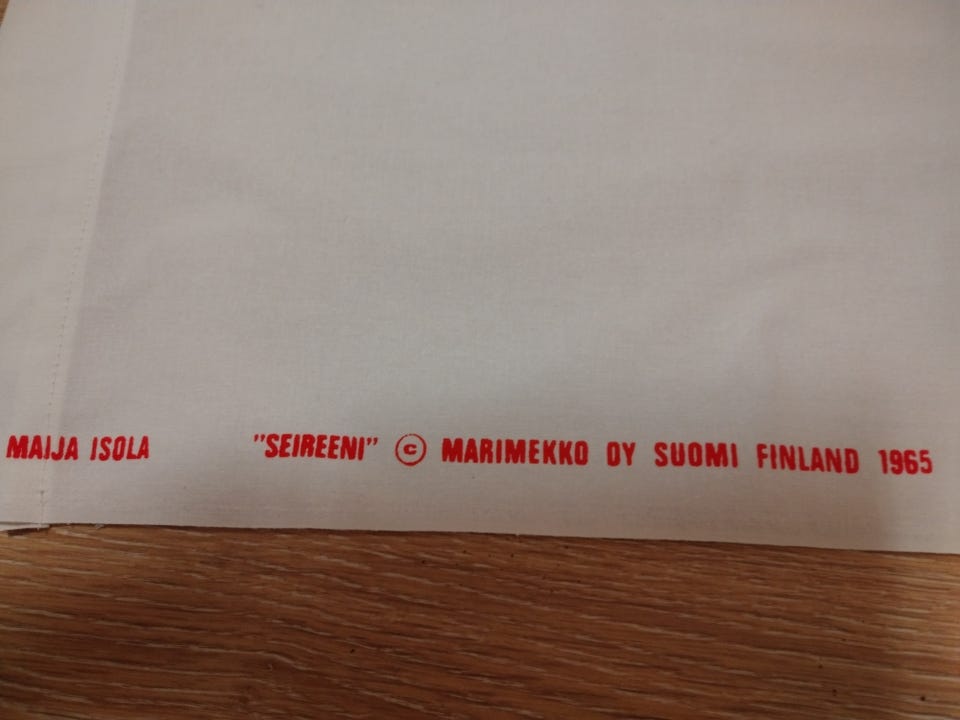 MAIJA ISOLA "SEIREENI" © MARIMEKKO OY SUOMI FINLAND 1965